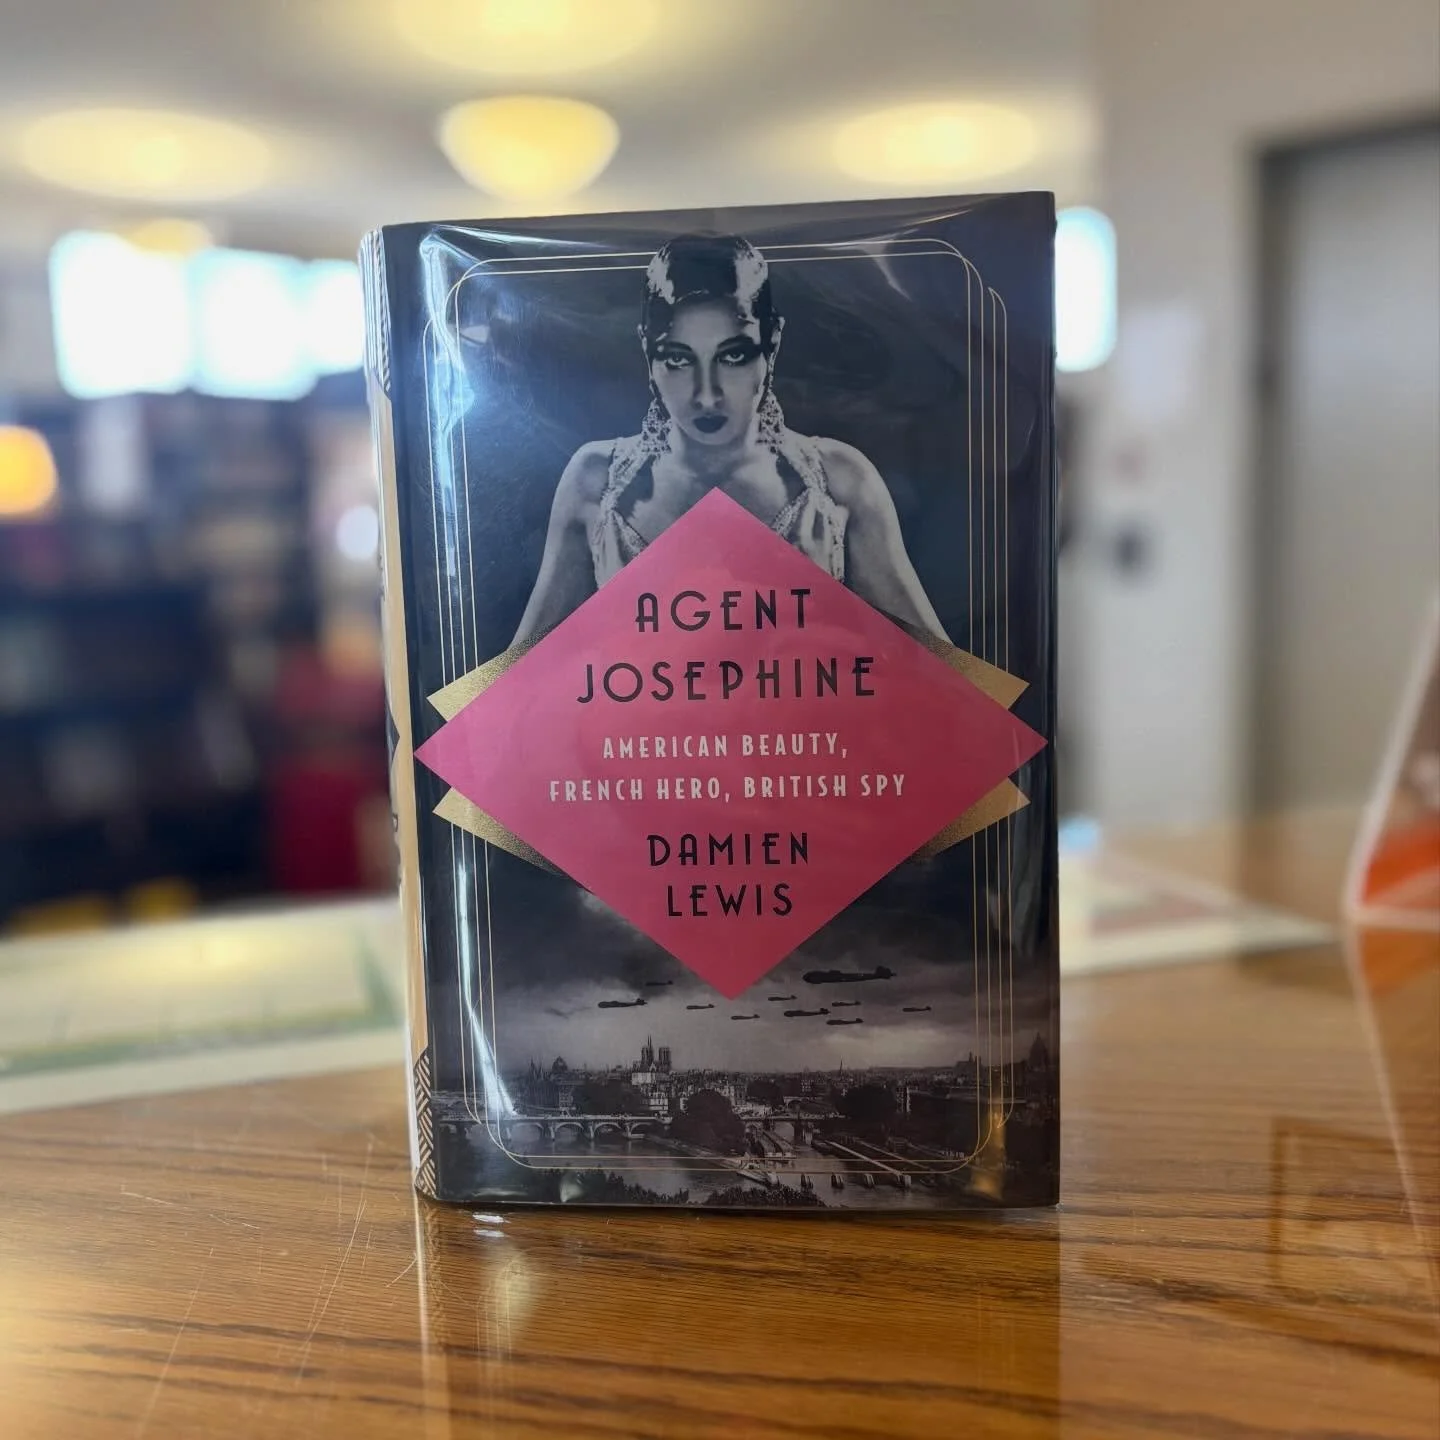 AGENT
JOSEPHINE
AMERICAN BEAUTY,
FRENCH HERO, BRITISH SPY
DAMIEN
LEWIS